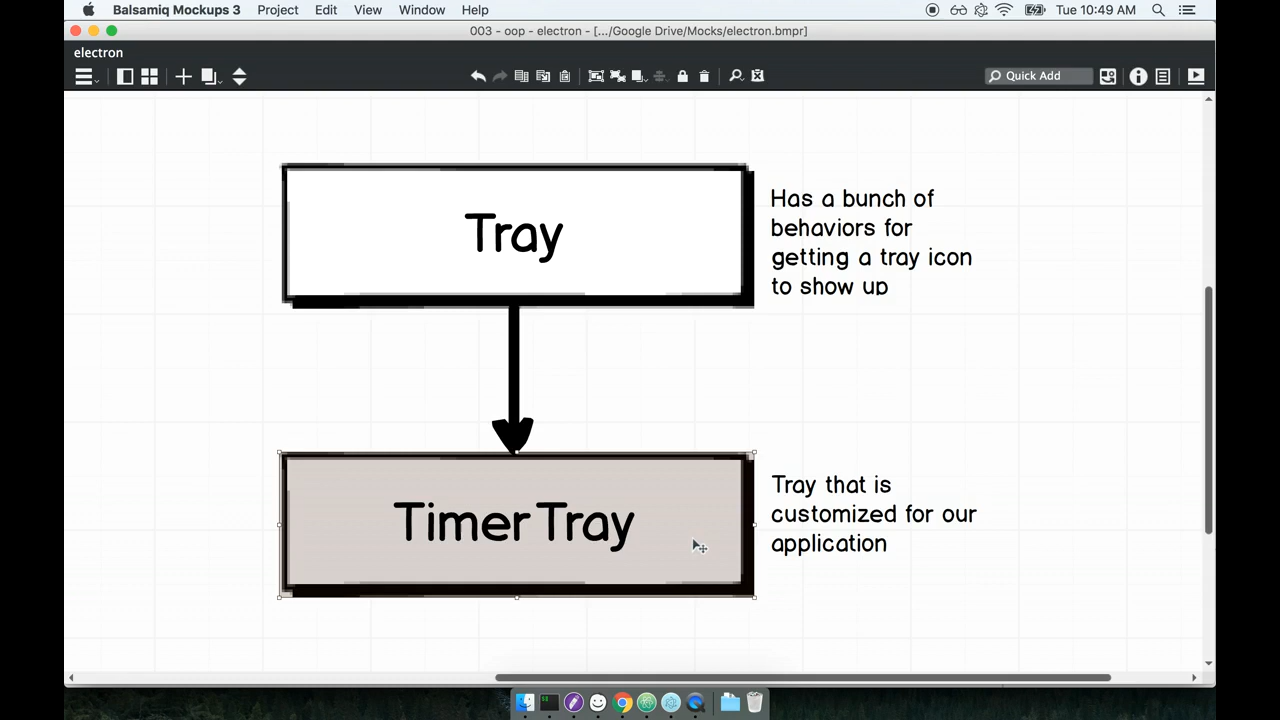 Balsamiq Mockups 3 Project Edit View Window Help Tue 10:49 AM
003 - oop - electron - [.../Google Drive/Mocks/electron.bmpr]
electron
Quick Add
Tray
Has a bunch of
behaviors for
getting a tray icon
to show up
TimerTray
Tray that is
customized for our
application